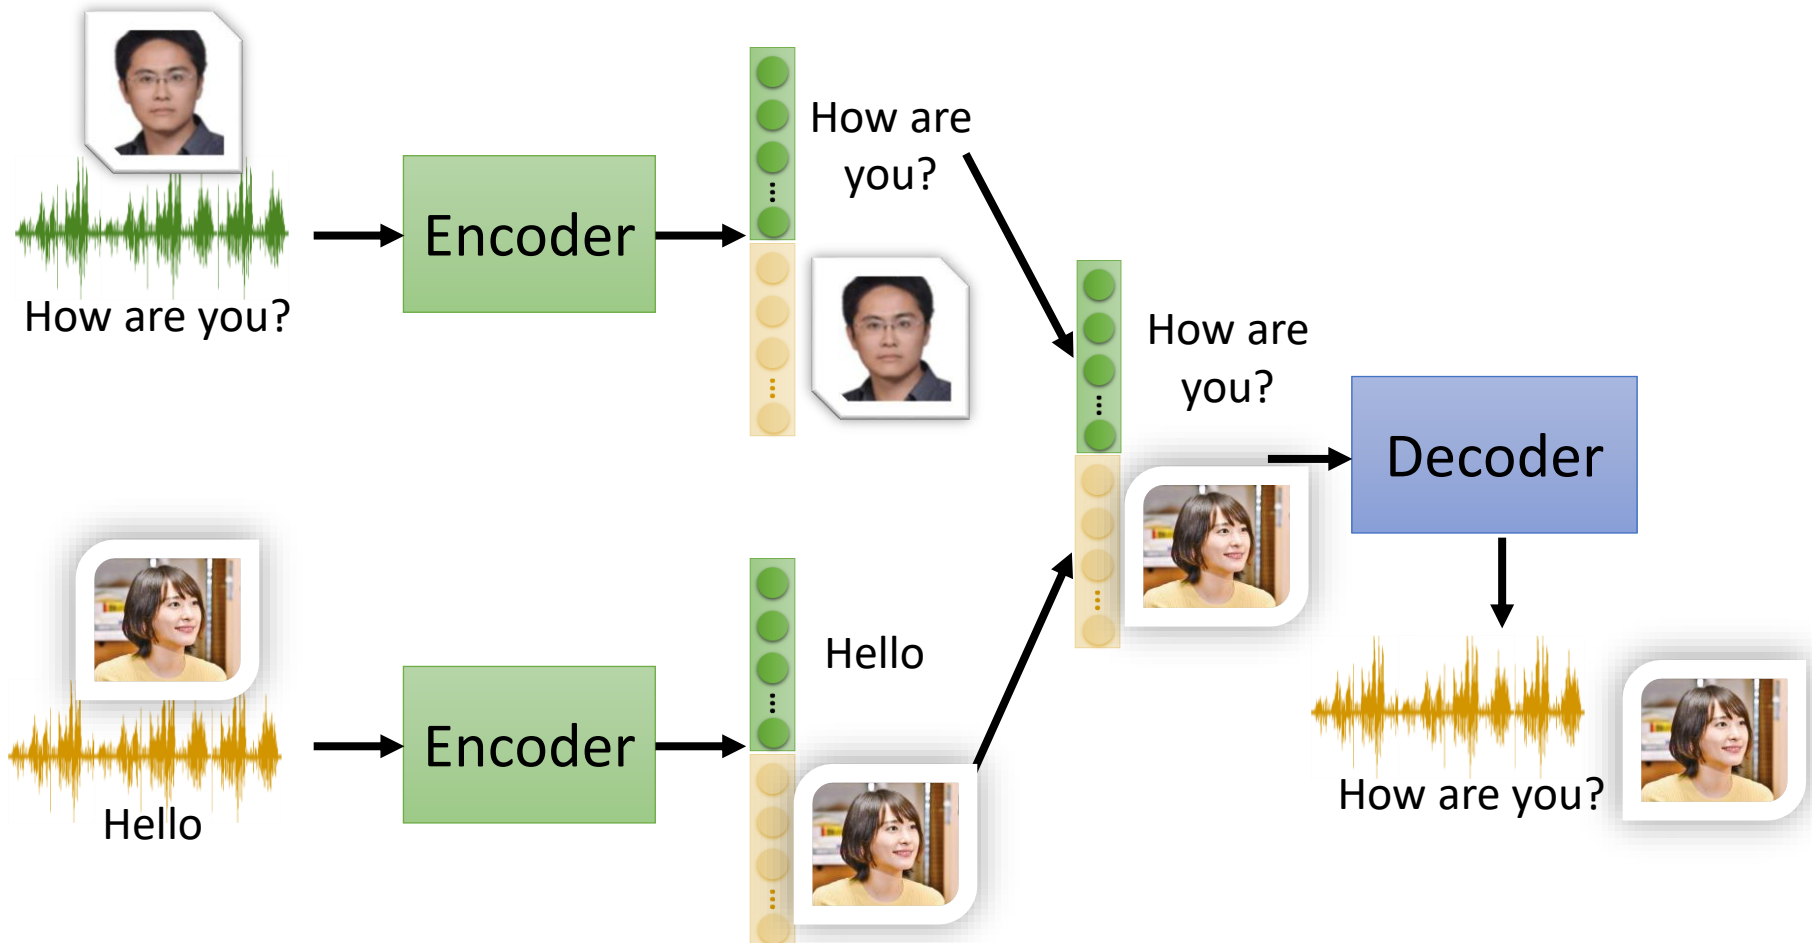 How are you?
Encoder
How are
you?
How are
you?
Decoder
Hello
Encoder
Hello
How are you?